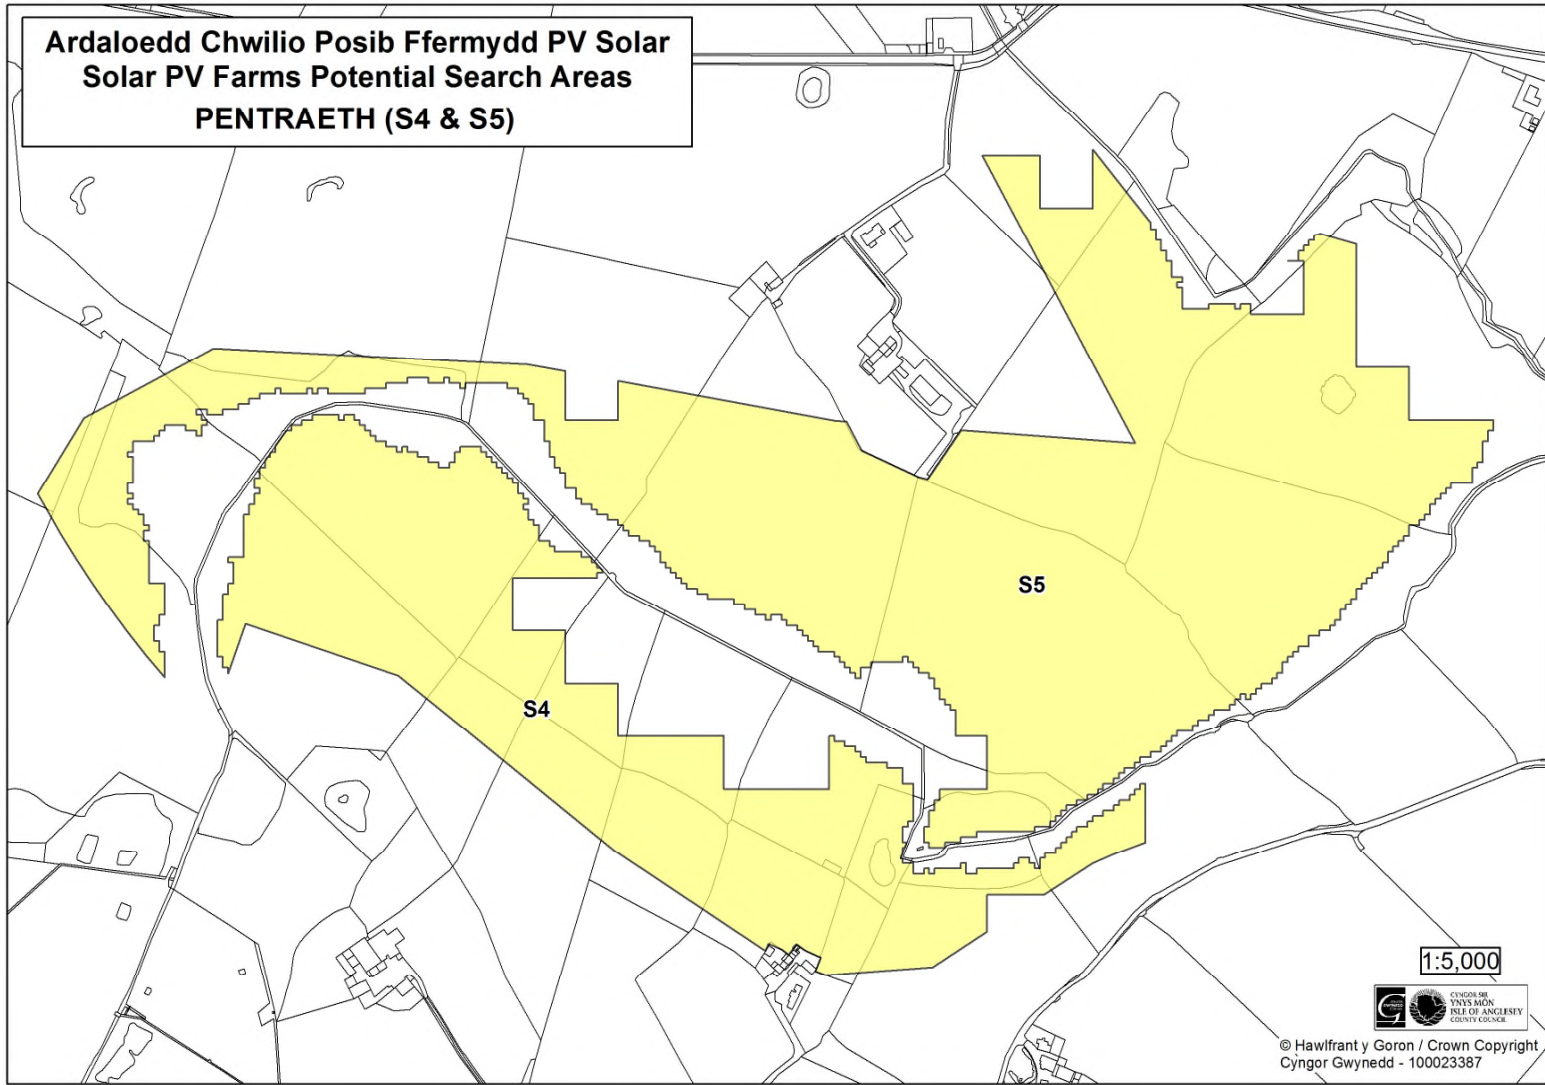 Ardaloedd Chwilio Posib Ffermydd PV Solar
Solar PV Farms Potential Search Areas
PENTRAETH (S4 & S5)
S5
S4
1:5,000
CYNGOR SIR
YNYS MÔN
ISLE OF ANGLESEY
COUNTY COUNCIL
© Hawlfraint y Goron / Crown Copyright
Cyngor Gwynedd - 100023387